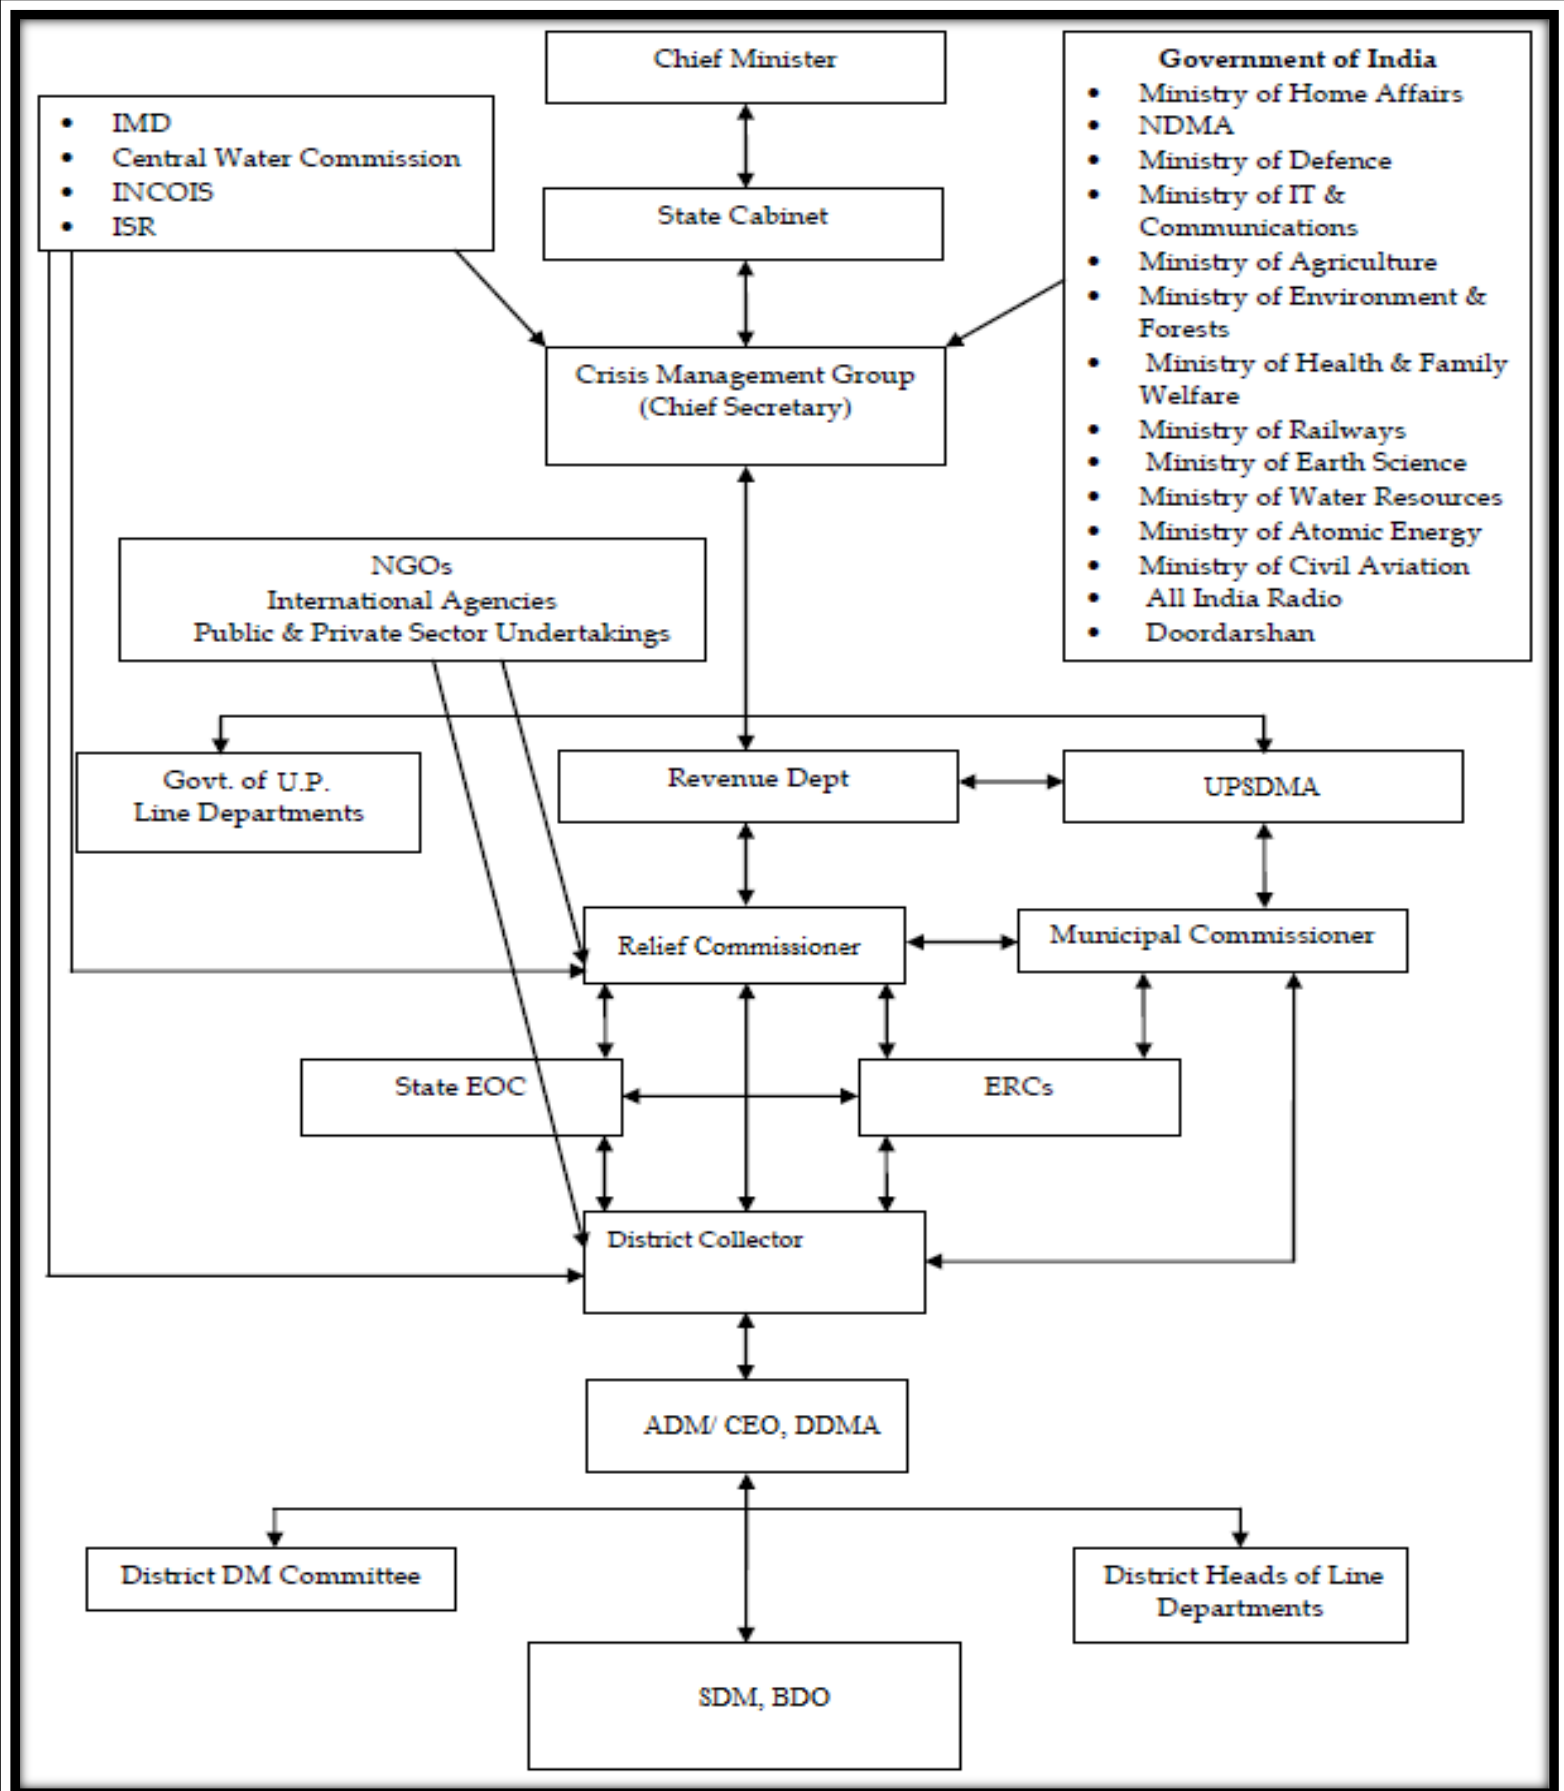 Chief Minister
Government of India
• Ministry of Home Affairs
• NDMA
• Ministry of Defence
• Ministry of IT &
Communications
• Ministry of Agriculture
• Ministry of Environment &
Forests
• Ministry of Health & Family
Welfare
• Ministry of Railways
• Ministry of Earth Science
• Ministry of Water Resources
• Ministry of Atomic Energy
• Ministry of Civil Aviation
• All India Radio
• Doordarshan
• IMD
• Central Water Commission
• INCOIS
• ISR
State Cabinet
Crisis Management Group
(Chief Secretary)
NGOs
International Agencies
Public & Private Sector Undertakings
Govt. of U.P.
Line Departments
Revenue Dept
UPSDMA
Relief Commissioner
Municipal Commissioner
State EOC
ERCs
District Collector
ADM/ CEO, DDMA
District DM Committee
District Heads of Line
Departments
SDM, BDO